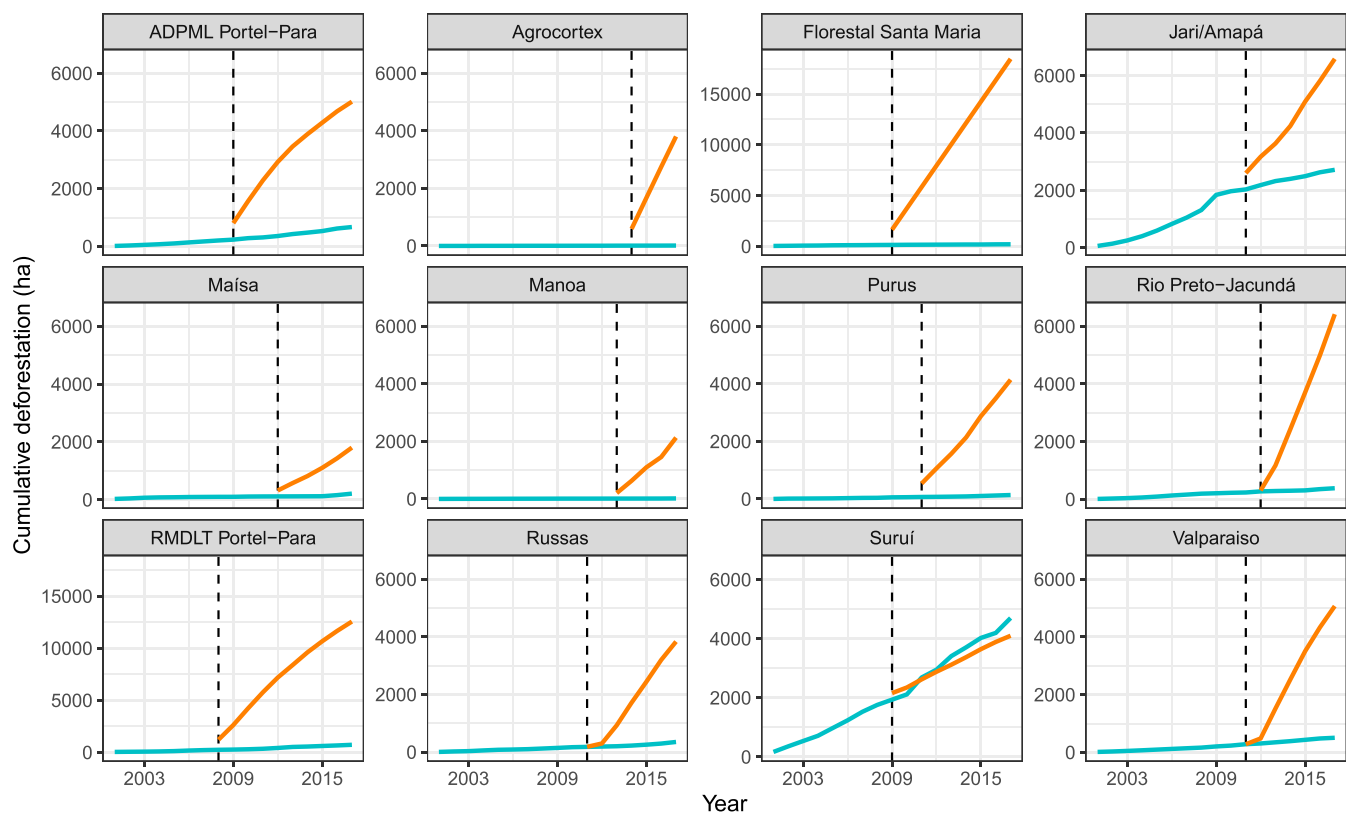 ADPML Portel−Para
Agrocortex
Florestal Santa Maria
Jari/Amapá
6000
4000
2000
0
6000
4000
2000
0
15000
10000
5000
0
6000
4000
2000
0
Maísa
Manoa
Purus
Rio Preto−Jacundá
6000
4000
2000
0
6000
4000
2000
0
6000
4000
2000
0
6000
4000
2000
0
RMDLT Portel−Para
Russas
Suruí
Valparaiso
15000
10000
5000
0
6000
4000
2000
0
6000
4000
2000
0
6000
4000
2000
0
2003 2009 2015
2003 2009 2015
2003 2009 2015
2003 2009 2015
Year
Cumulative deforestation (ha)